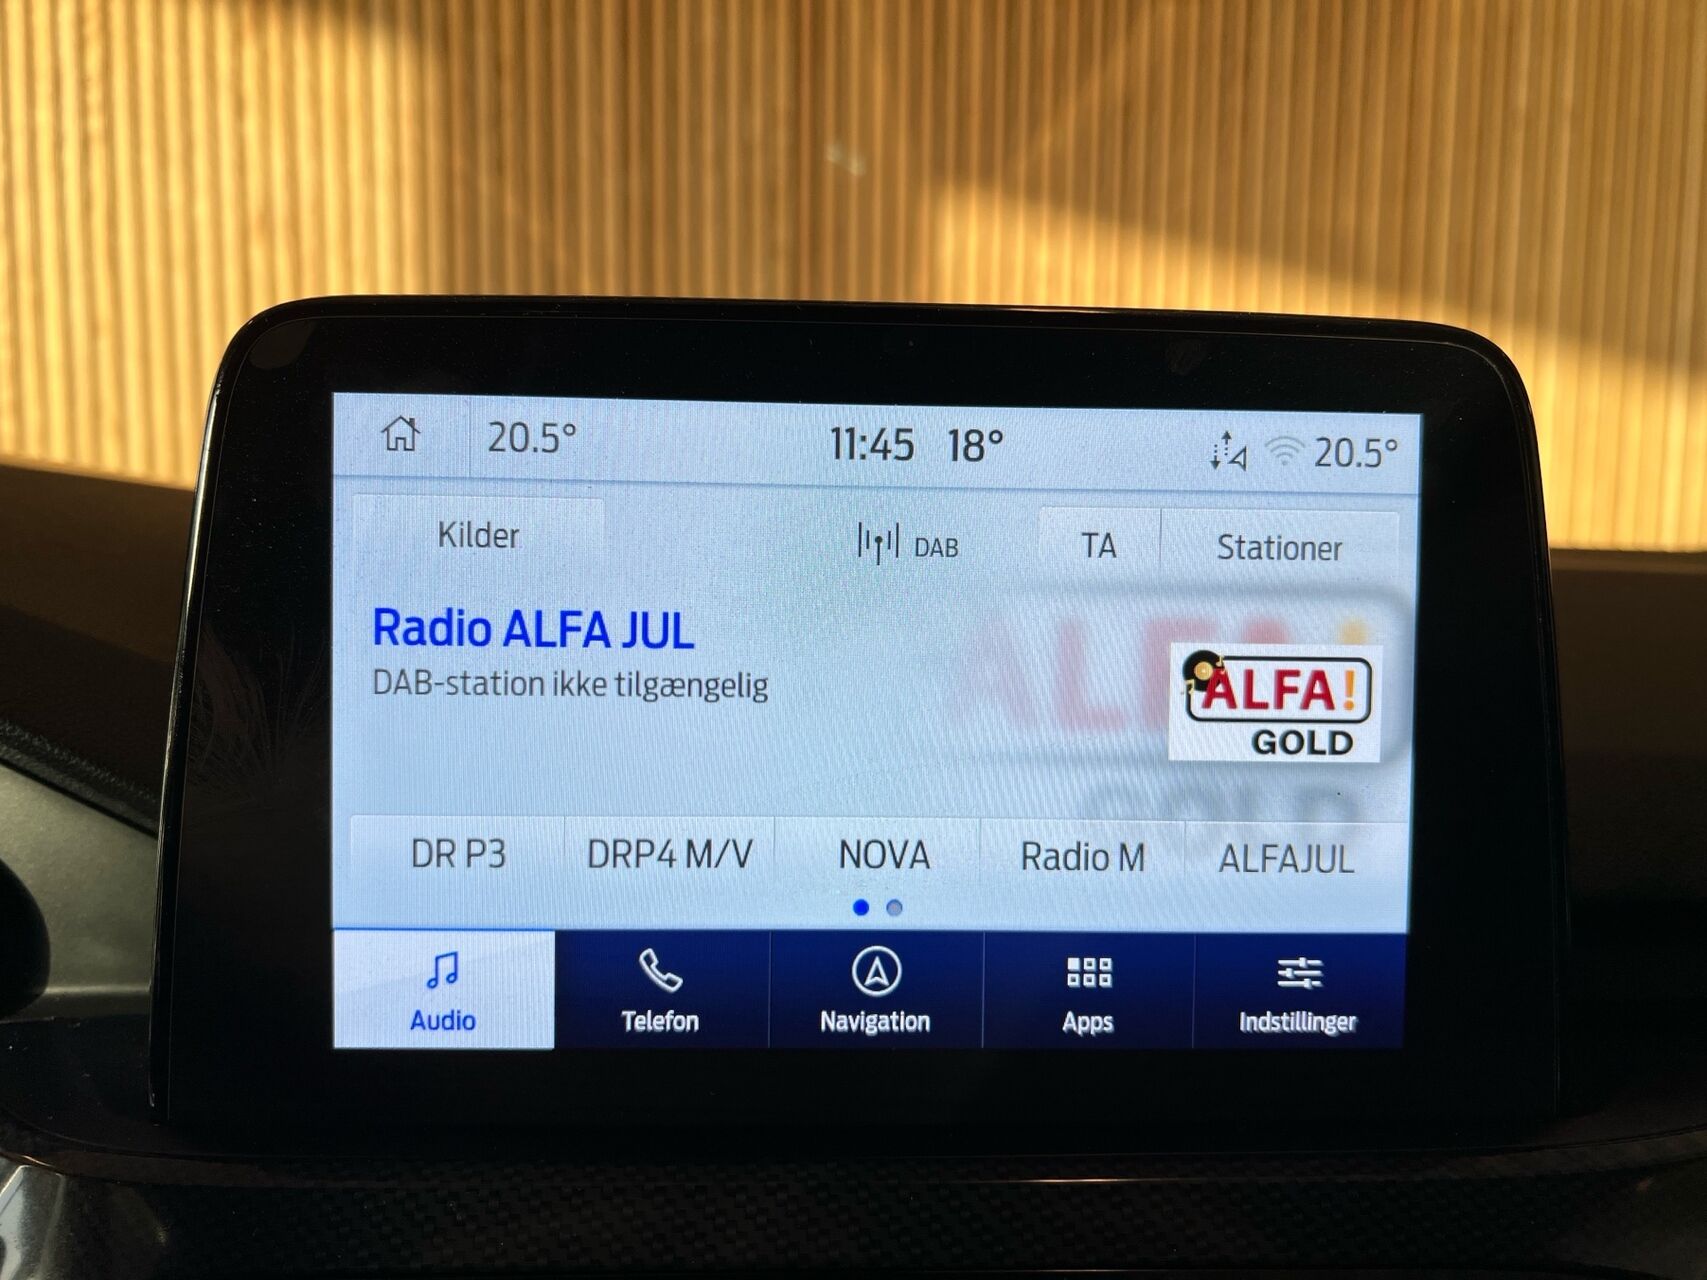 20.5° 11:45 18° 20.5°
Kilder DAB TA Stationer
Radio ALFA JUL
DAB-station ikke tilgængelig
ALFA!
GOLD
DR P3 DRP4 M/V NOVA Radio M ALFAJUL
Audio Telefon Navigation Apps Indstillinger